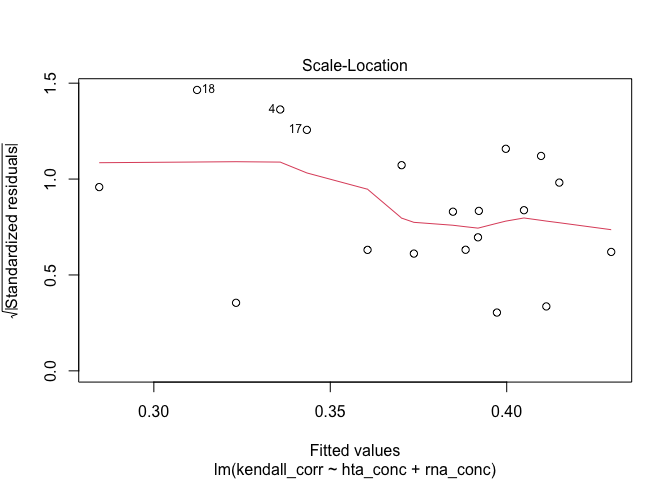 Scale-Location
√|Standardized residuals|
1.5
1.0
0.5
0.0
18
4
17
0.30
0.35
0.40
Fitted values
lm(kendall_corr ~ hta_conc + rna_conc)